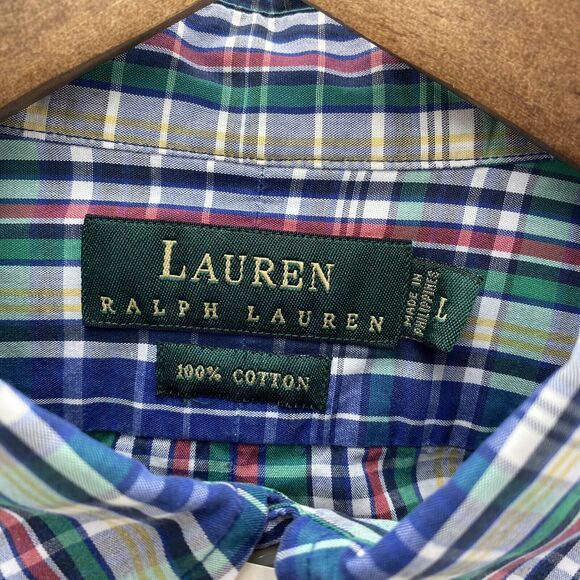 LAUREN
RALPH LAUREN
MADE IN
PHILIPPINES
L
100% COTTON